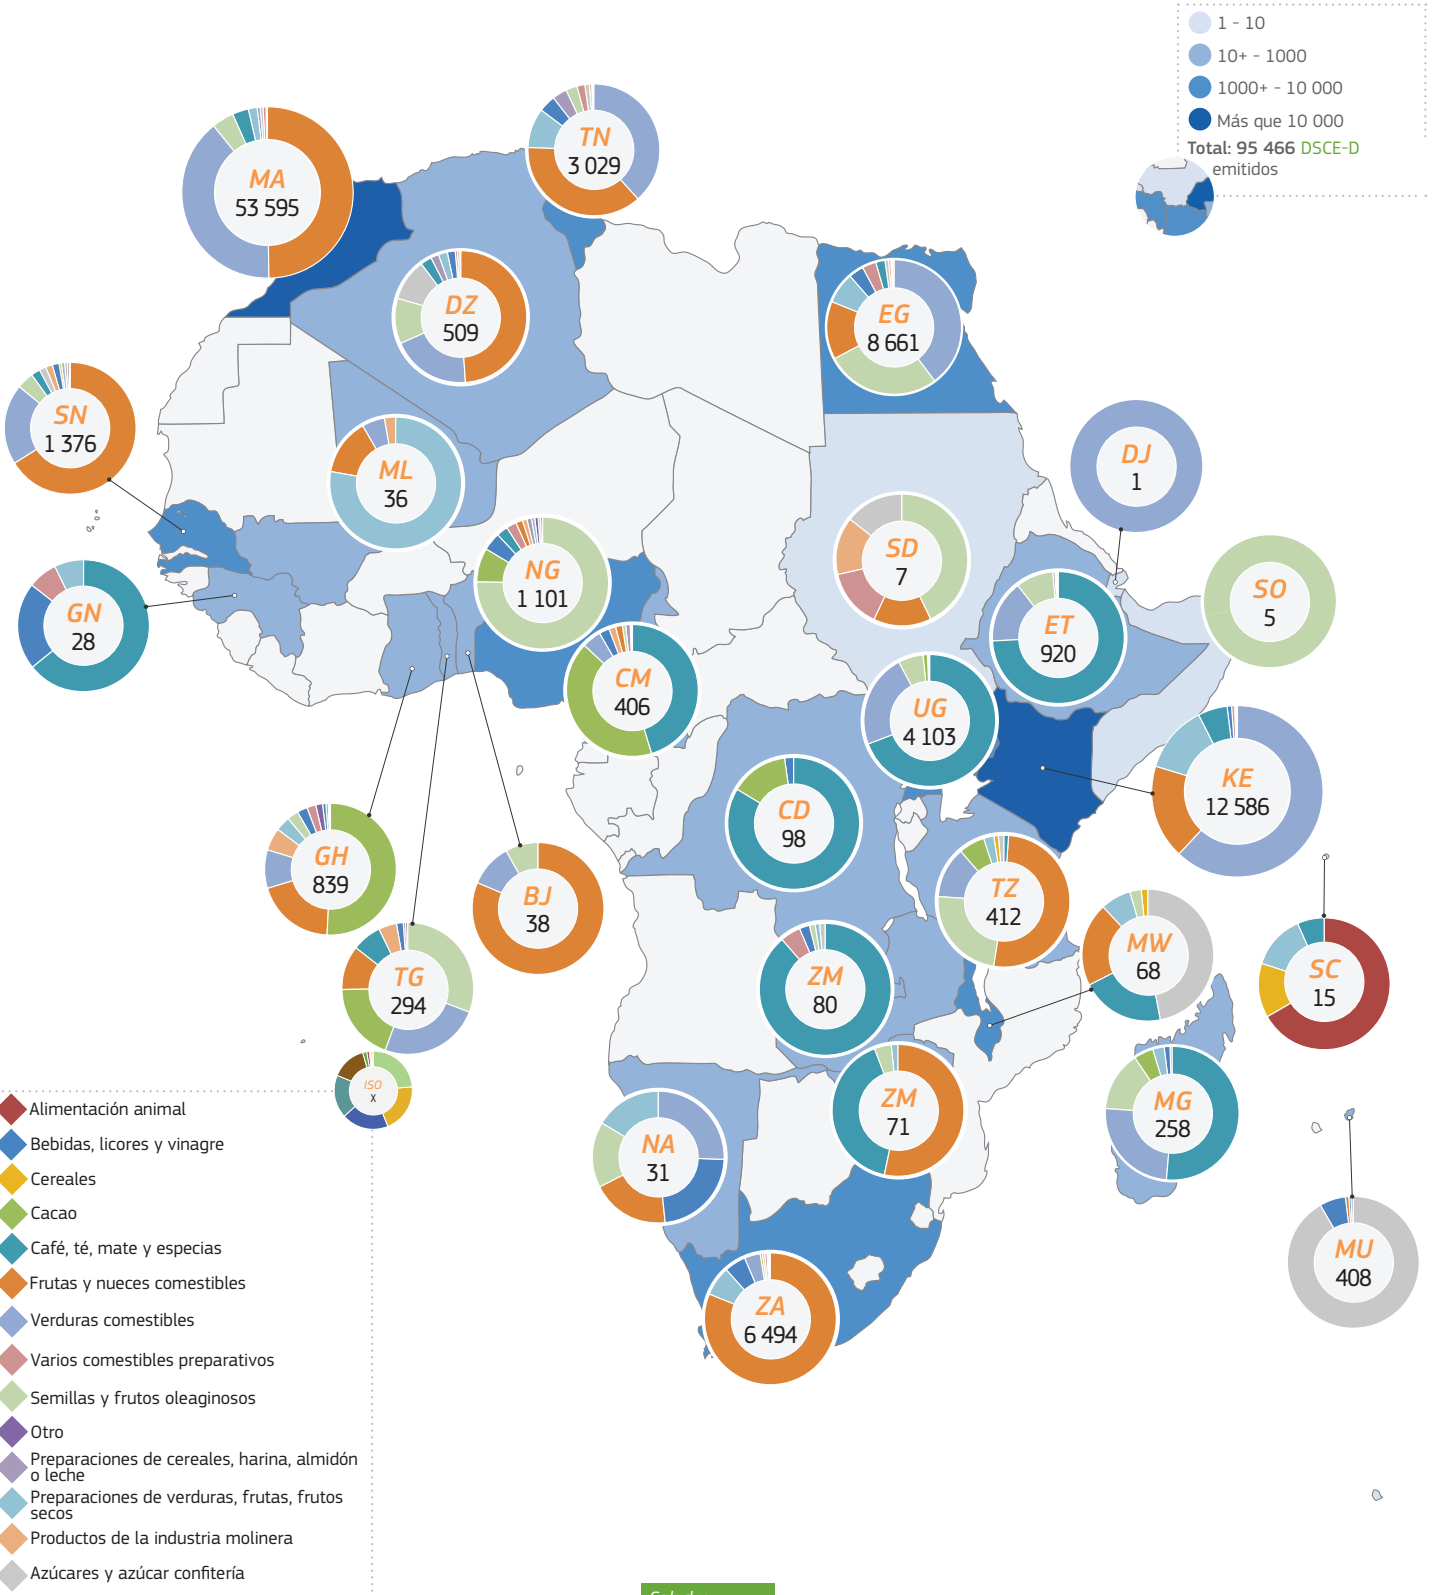 1 - 10
10+ - 1000
1000+ - 10 000
Más que 10 000
Total: 95 466 DSCE-D
emitidos
TN
3 029
MA
53 595
DZ
509
EG
8 661
SN
1 376
ML
36
DJ
1
NG
1 101
SD
7
SO
5
GN
28
ET
920
CM
406
UG
4 103
KE
12 586
CD
98
GH
839
BJ
38
TZ
412
MW
68
TG
294
ZM
80
SC
15
ISO
X
ZM
71
MG
258
NA
31
MU
408
ZA
6 494
Alimentación animal
Bebidas, licores y vinagre
Cereales
Cacao
Café, té, mate y especias
Frutas y nueces comestibles
Verduras comestibles
Varios comestibles preparativos
Semillas y frutos oleaginosos
Otro
Preparaciones de cereales, harina, almidón
o leche
Preparaciones de verduras, frutas, frutos
secos
Productos de la industria molinera
Azúcares y azúcar confitería